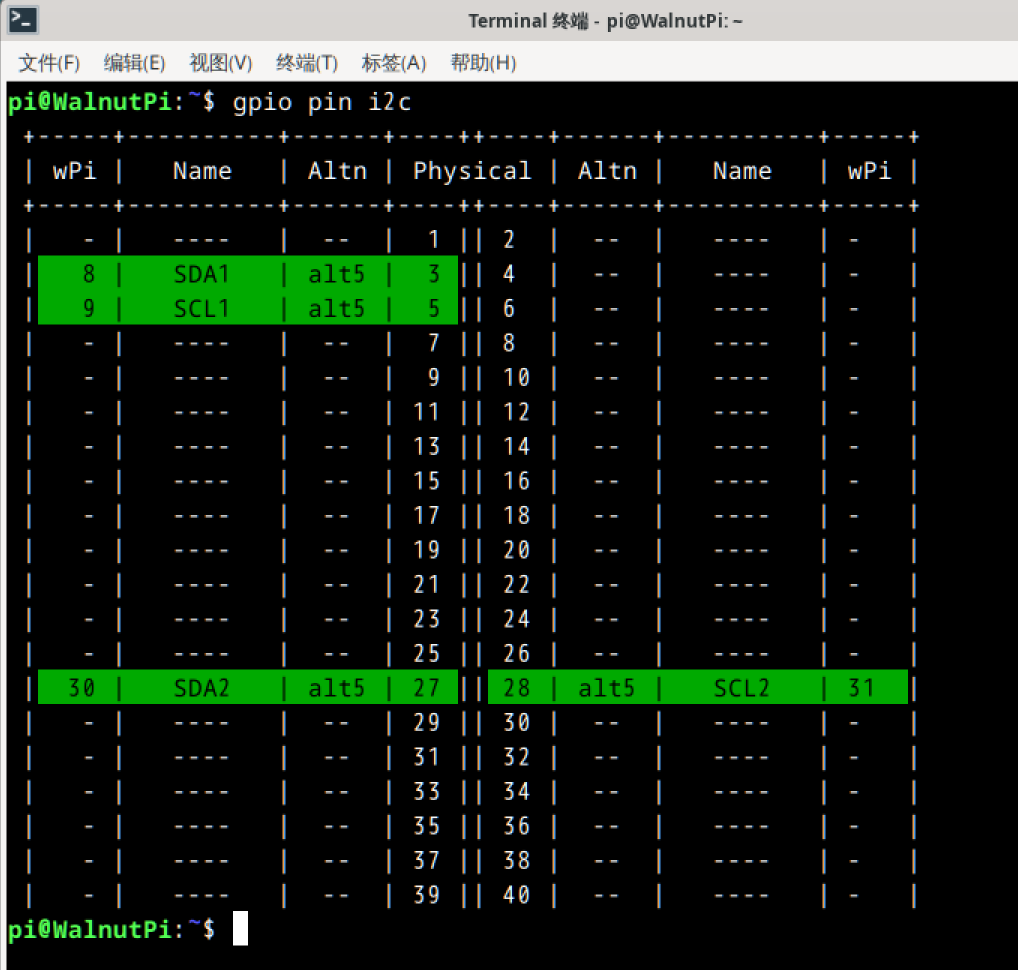 Terminal 终端 - pi@WalnutPi: ~
文件(F) 编辑(E) 视图(V) 终端(T) 标签(A) 帮助(H)
pi@WalnutPi:~$ gpio pin i2c
+-----+----------+------+----++----+------+----------+-----+
| wPi |   Name   | Altn | Physical | Altn |   Name   | wPi |
+-----+----------+------+----++----+------+----------+-----+
|   - |   ----   |  --  |  1 || 2  |  --  |   ----   | -   |
|   8 |   SDA1   | alt5 |  3 || 4  |  --  |   ----   | -   |
|   9 |   SCL1   | alt5 |  5 || 6  |  --  |   ----   | -   |
|   - |   ----   |  --  |  7 || 8  |  --  |   ----   | -   |
|   - |   ----   |  --  |  9 || 10 |  --  |   ----   | -   |
|   - |   ----   |  --  | 11 || 12 |  --  |   ----   | -   |
|   - |   ----   |  --  | 13 || 14 |  --  |   ----   | -   |
|   - |   ----   |  --  | 15 || 16 |  --  |   ----   | -   |
|   - |   ----   |  --  | 17 || 18 |  --  |   ----   | -   |
|   - |   ----   |  --  | 19 || 20 |  --  |   ----   | -   |
|   - |   ----   |  --  | 21 || 22 |  --  |   ----   | -   |
|   - |   ----   |  --  | 23 || 24 |  --  |   ----   | -   |
|   - |   ----   |  --  | 25 || 26 |  --  |   ----   | -   |
|  30 |   SDA2   | alt5 | 27 || 28 | alt5 |   SCL2   | 31  |
|   - |   ----   |  --  | 29 || 30 |  --  |   ----   | -   |
|   - |   ----   |  --  | 31 || 32 |  --  |   ----   | -   |
|   - |   ----   |  --  | 33 || 34 |  --  |   ----   | -   |
|   - |   ----   |  --  | 35 || 36 |  --  |   ----   | -   |
|   - |   ----   |  --  | 37 || 38 |  --  |   ----   | -   |
|   - |   ----   |  --  | 39 || 40 |  --  |   ----   | -   |
pi@WalnutPi:~$